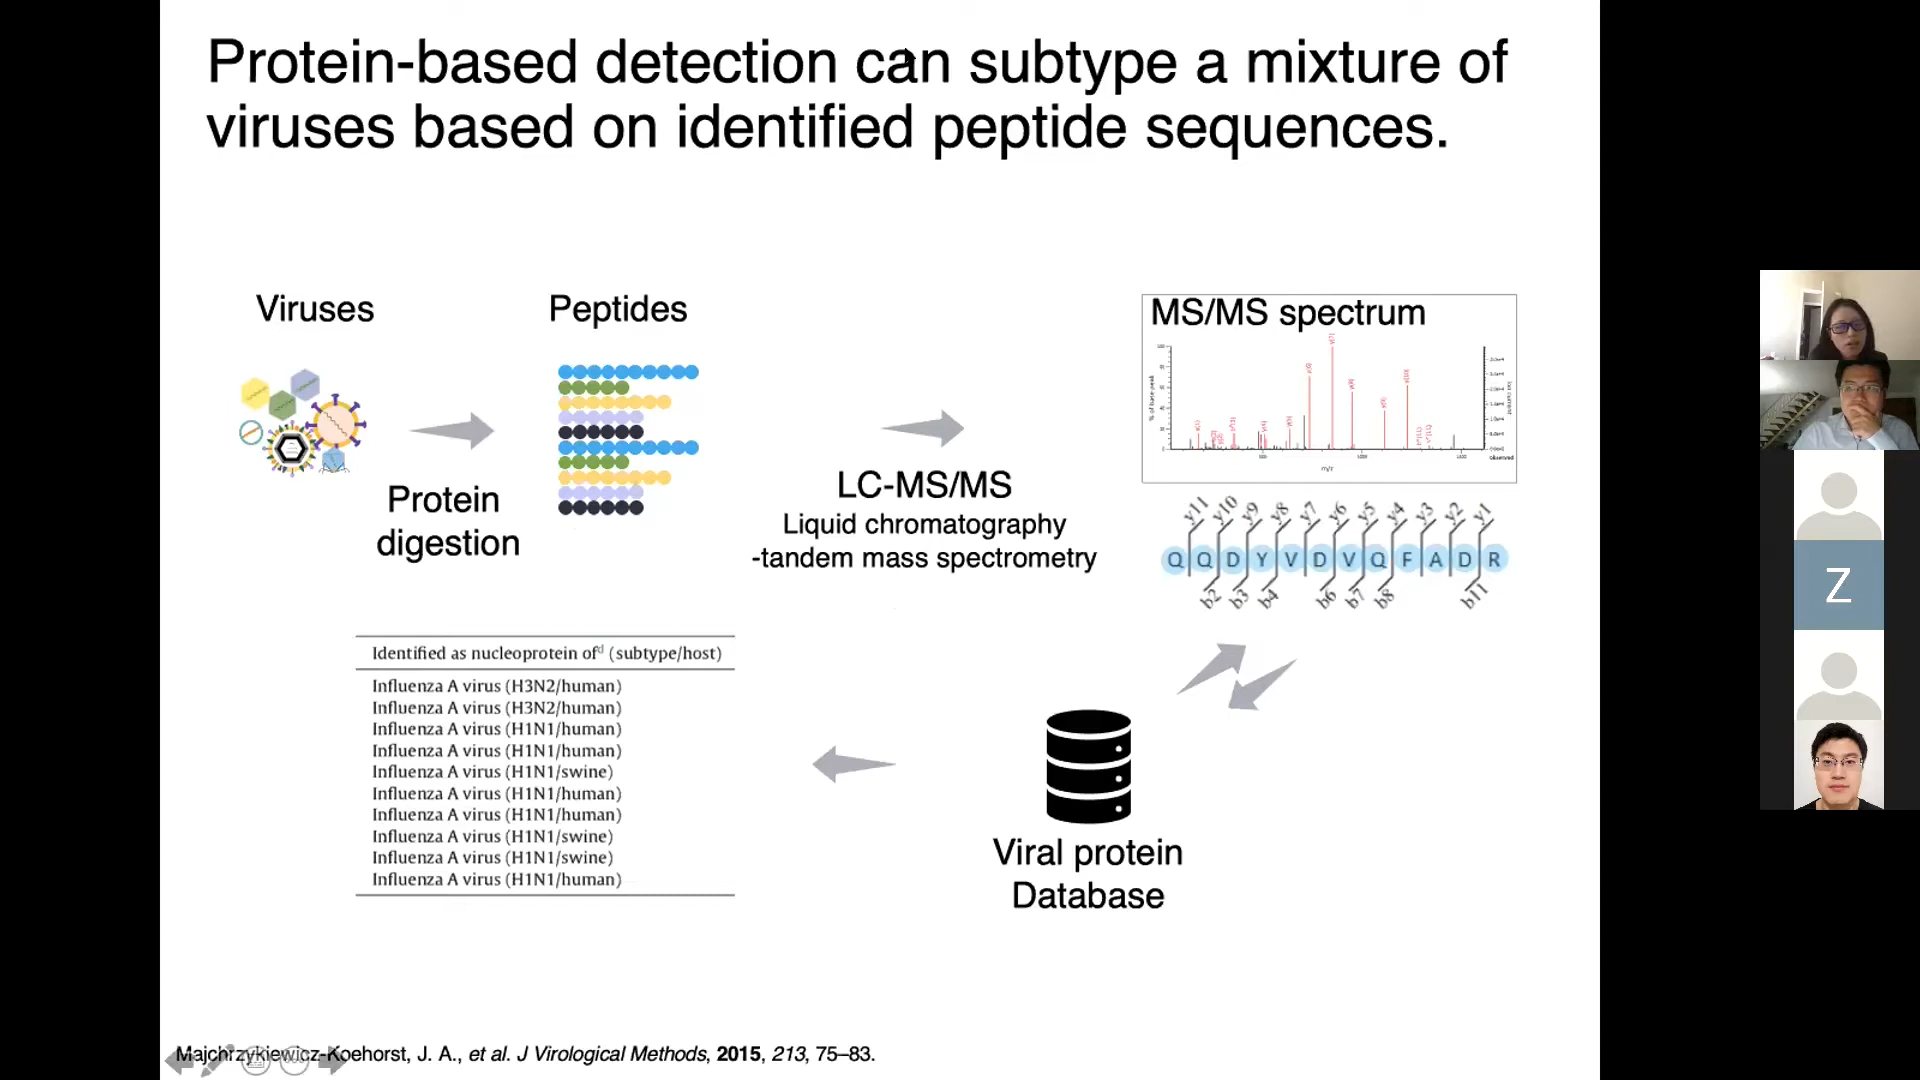 Protein-based detection can subtype a mixture of
viruses based on identified peptide sequences.
Viruses
Peptides
MS/MS spectrum
Protein
digestion
LC-MS/MS
Liquid chromatography
-tandem mass spectrometry
% of base peak
m/z
observed
y11 y10 y9 y8 y7 y6 y5 y4 y3 y2 y1
Q Q D Y V D V Q F A D R
b2 b3 b4 b6 b7 b8 b11
Identified as nucleoprotein ofd (subtype/host)
Influenza A virus (H3N2/human)
Influenza A virus (H3N2/human)
Influenza A virus (H1N1/human)
Influenza A virus (H1N1/human)
Influenza A virus (H1N1/swine)
Influenza A virus (H1N1/human)
Influenza A virus (H1N1/human)
Influenza A virus (H1N1/swine)
Influenza A virus (H1N1/swine)
Influenza A virus (H1N1/human)
Viral protein
Database
Majchrzykiewicz-Koehorst, J. A., et al. J Virological Methods, 2015, 213, 75–83.
Z